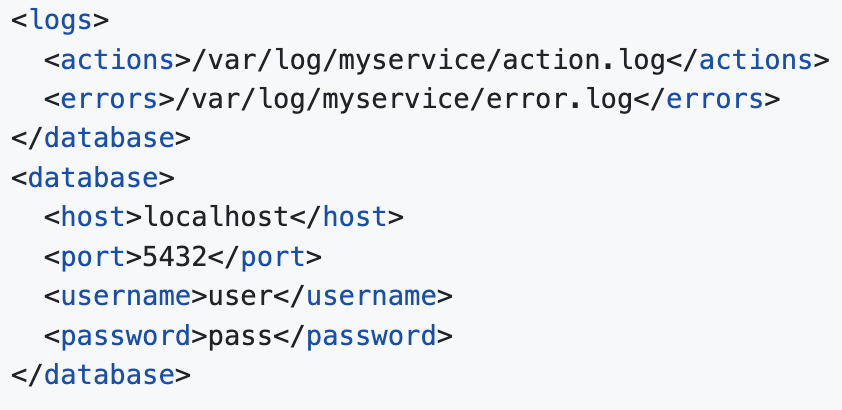 <logs>
  <actions>/var/log/myservice/action.log</actions>
  <errors>/var/log/myservice/error.log</errors>
</database>
<database>
  <host>localhost</host>
  <port>5432</port>
  <username>user</username>
  <password>pass</password>
</database>